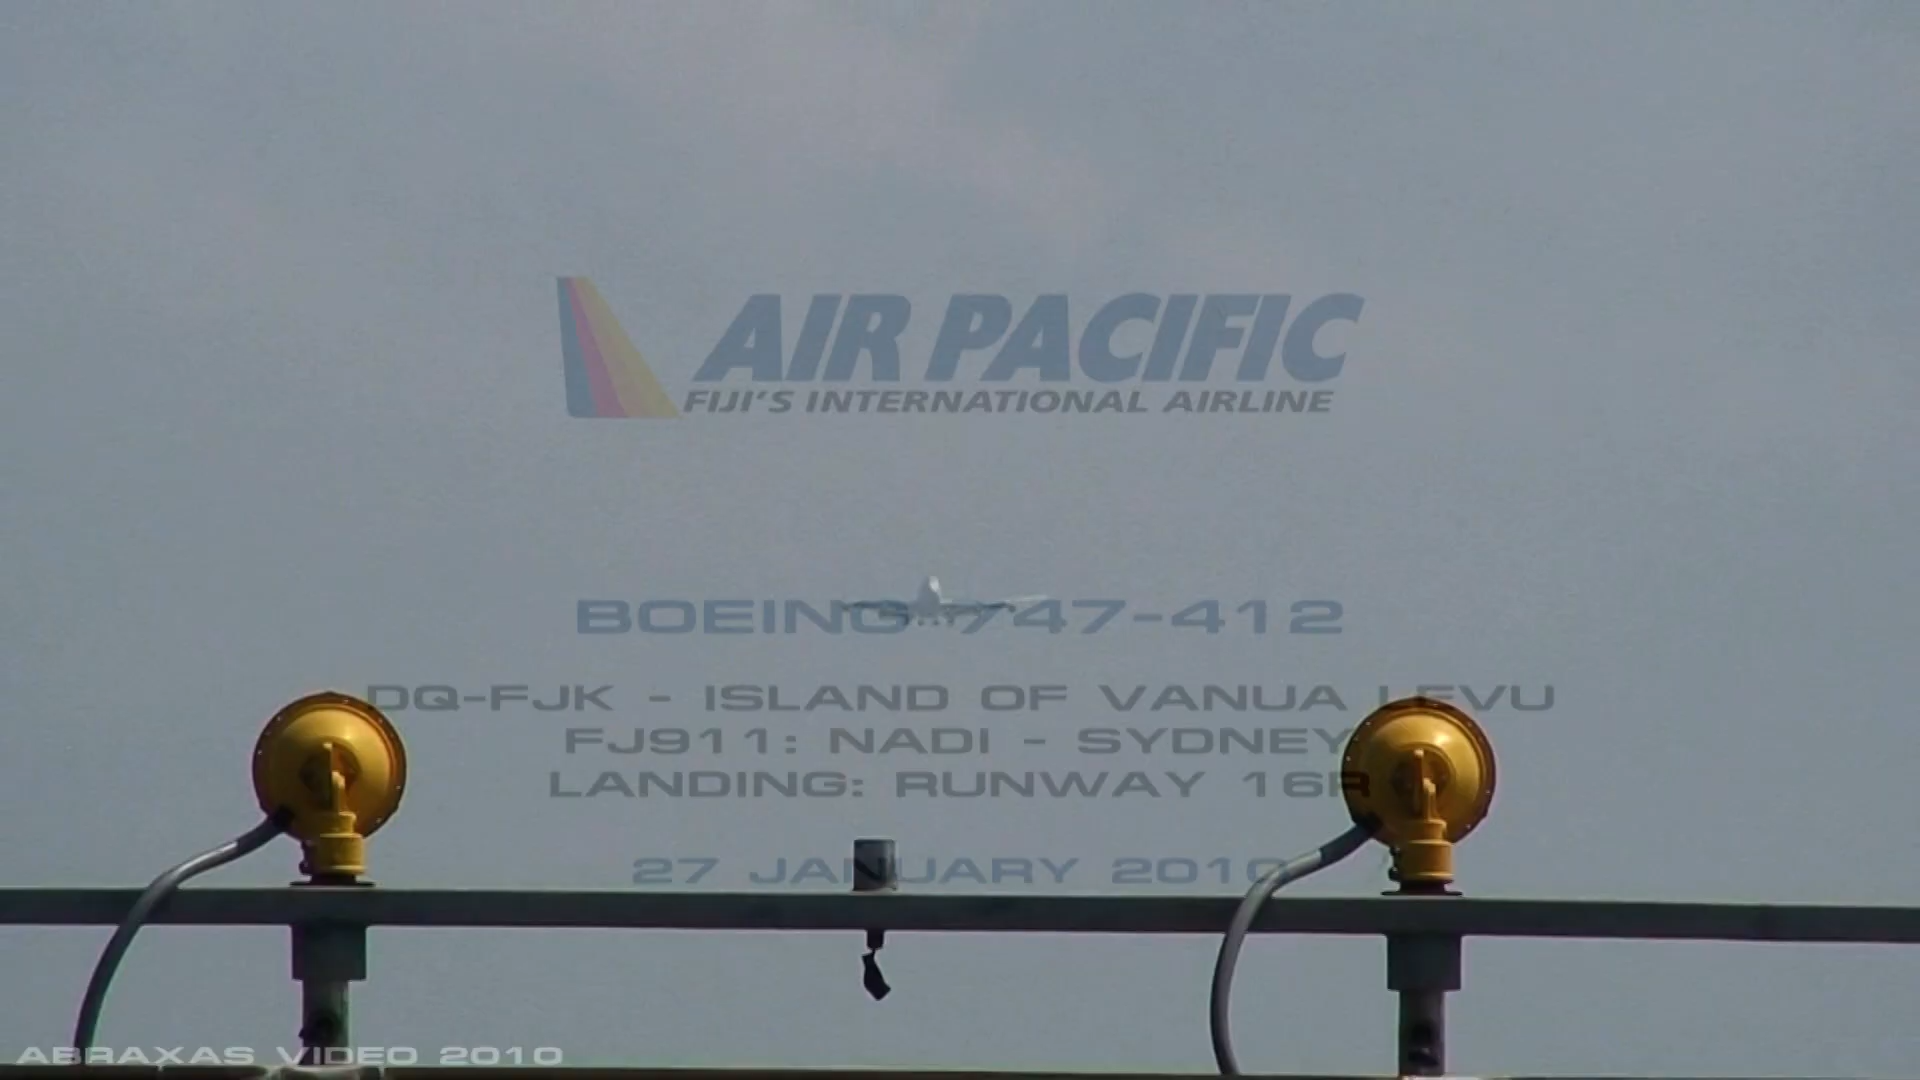 AIR PACIFIC
FIJI'S INTERNATIONAL AIRLINE
BOEING 747-412
DQ-FJK - ISLAND OF VANUA LEVU
FJ911: NADI - SYDNEY
LANDING: RUNWAY 16R
27 JANUARY 2010
ABRAXAS VIDEO 2010